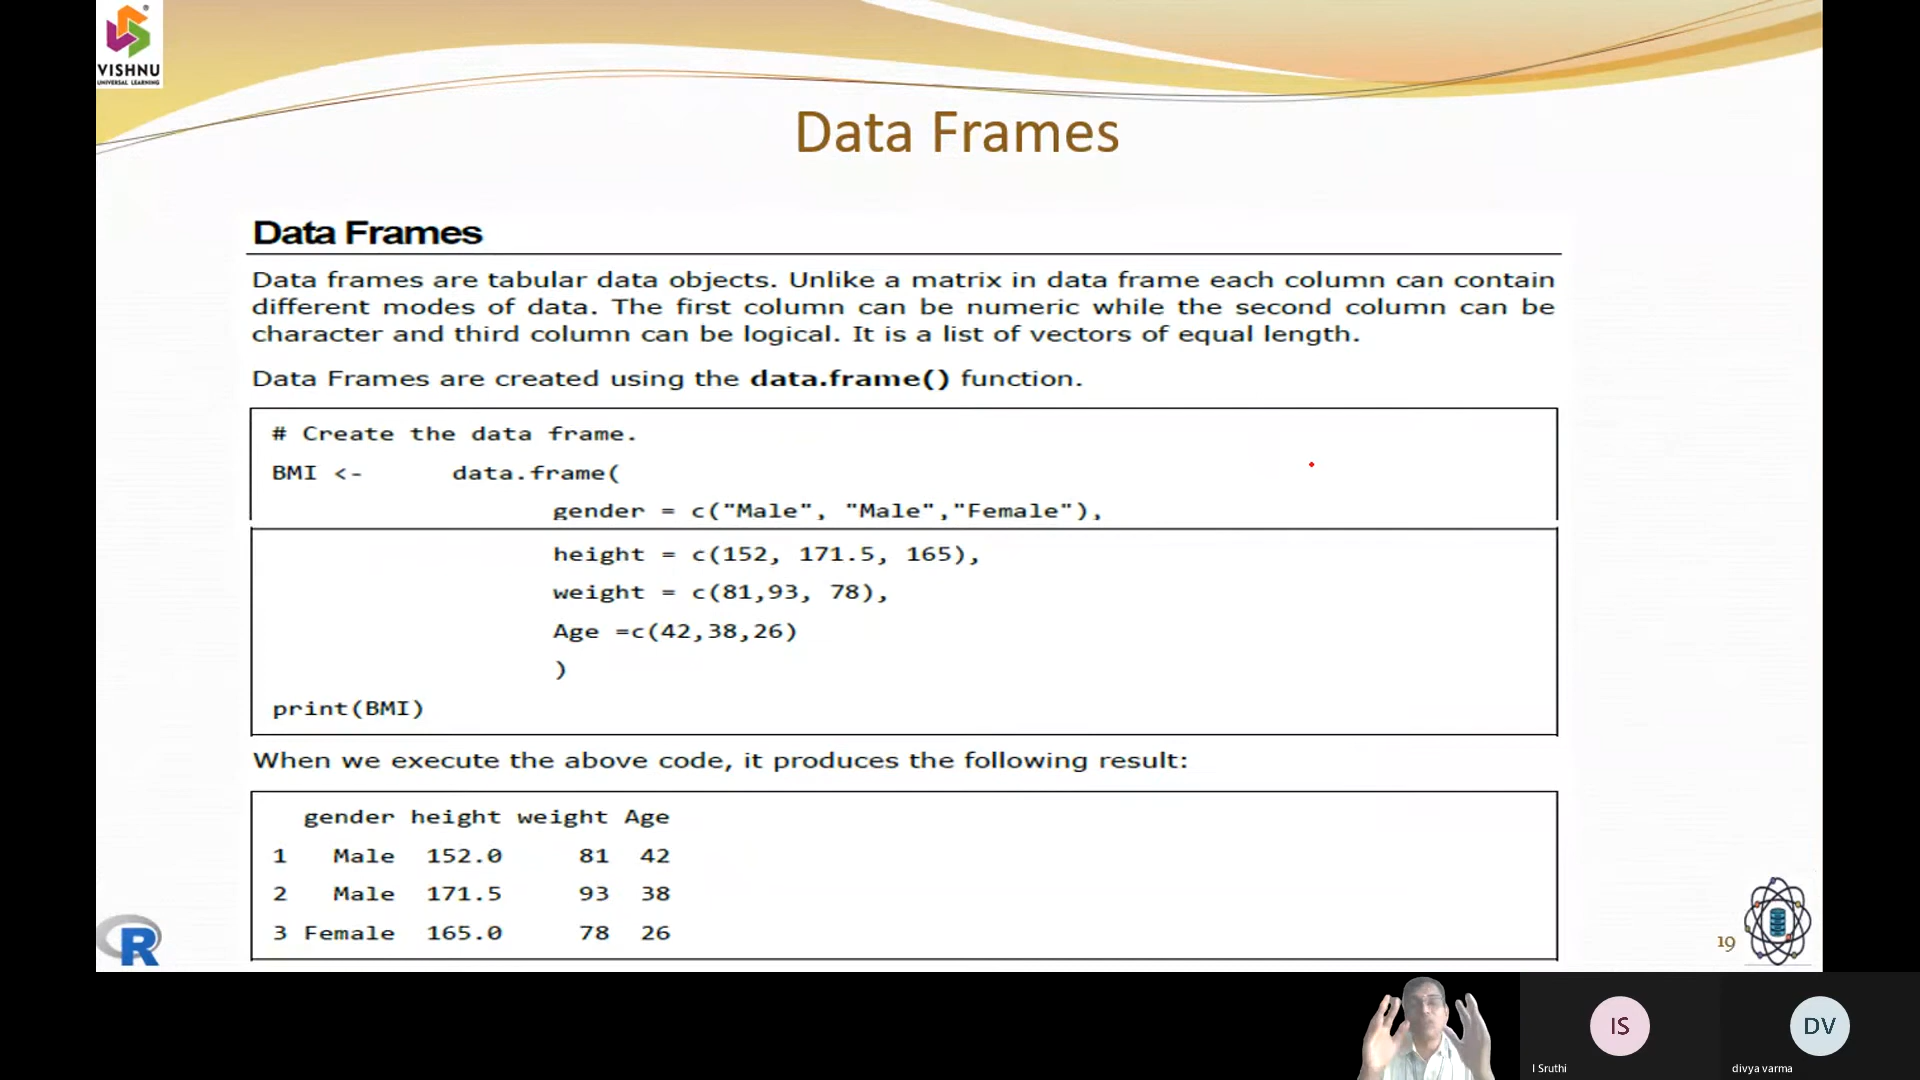 VISHNU
UNIVERSAL LEARNING
Data Frames
Data Frames
Data frames are tabular data objects. Unlike a matrix in data frame each column can contain
different modes of data. The first column can be numeric while the second column can be
character and third column can be logical. It is a list of vectors of equal length.
Data Frames are created using the data.frame() function.
# Create the data frame.
BMI <- data.frame(
gender = c("Male", "Male","Female"),
height = c(152, 171.5, 165),
weight = c(81,93, 78),
Age =c(42,38,26)
)
print(BMI)
When we execute the above code, it produces the following result:
gender height weight Age
1 Male 152.0 81 42
2 Male 171.5 93 38
3 Female 165.0 78 26
R
19
IS
DV
I Sruthi
divya varma